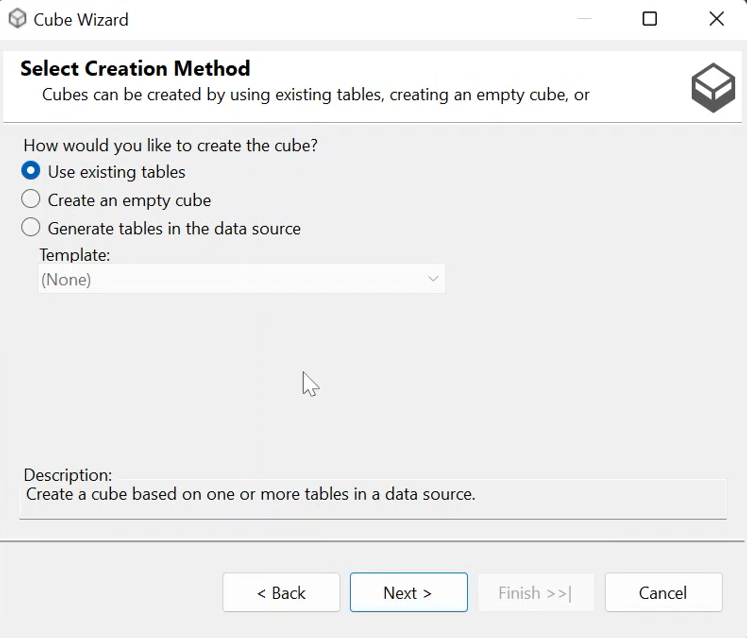 Cube Wizard
Select Creation Method
Cubes can be created by using existing tables, creating an empty cube, or
How would you like to create the cube?
Use existing tables
Create an empty cube
Generate tables in the data source
Template:
(None)
Description:
Create a cube based on one or more tables in a data source.
< Back
Next >
Finish >>|
Cancel